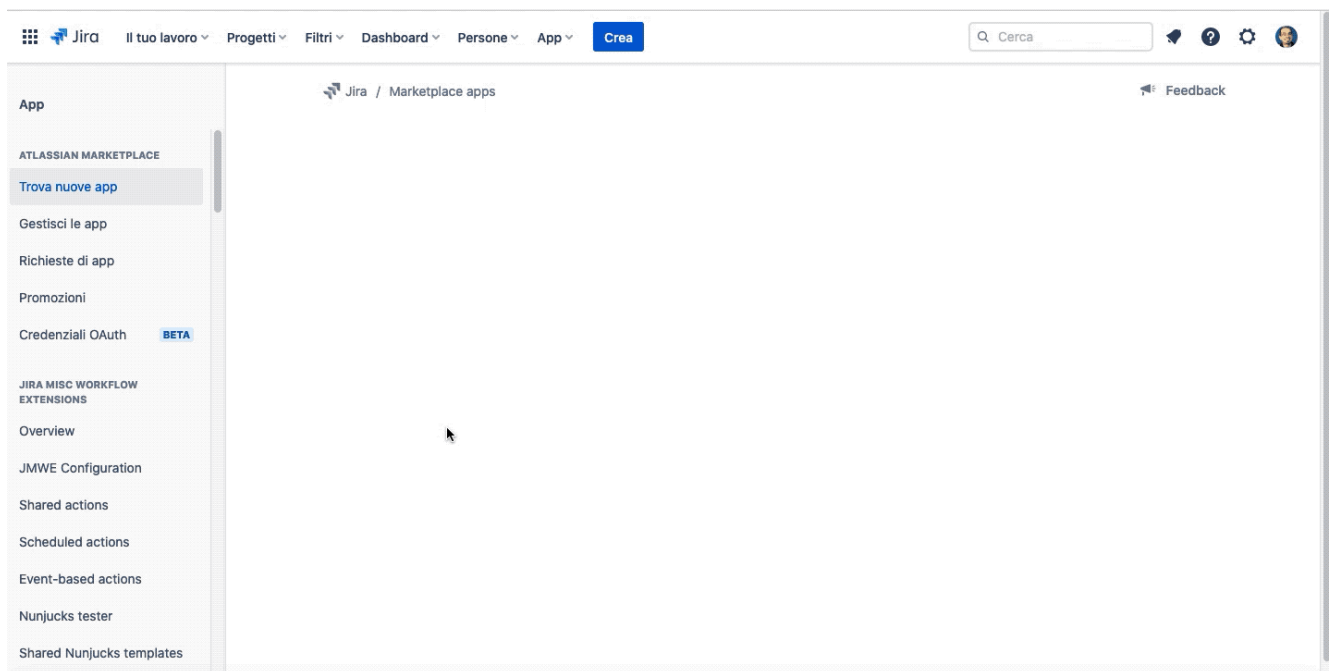 Jira Il tuo lavoro Progetti Filtri Dashboard Persone App Crea Cerca
App
ATLASSIAN MARKETPLACE
Trova nuove app
Gestisci le app
Richieste di app
Promozioni
Credenziali OAuth BETA
JIRA MISC WORKFLOW
EXTENSIONS
Overview
JMWE Configuration
Shared actions
Scheduled actions
Event-based actions
Nunjucks tester
Shared Nunjucks templates
Jira / Marketplace apps Feedback